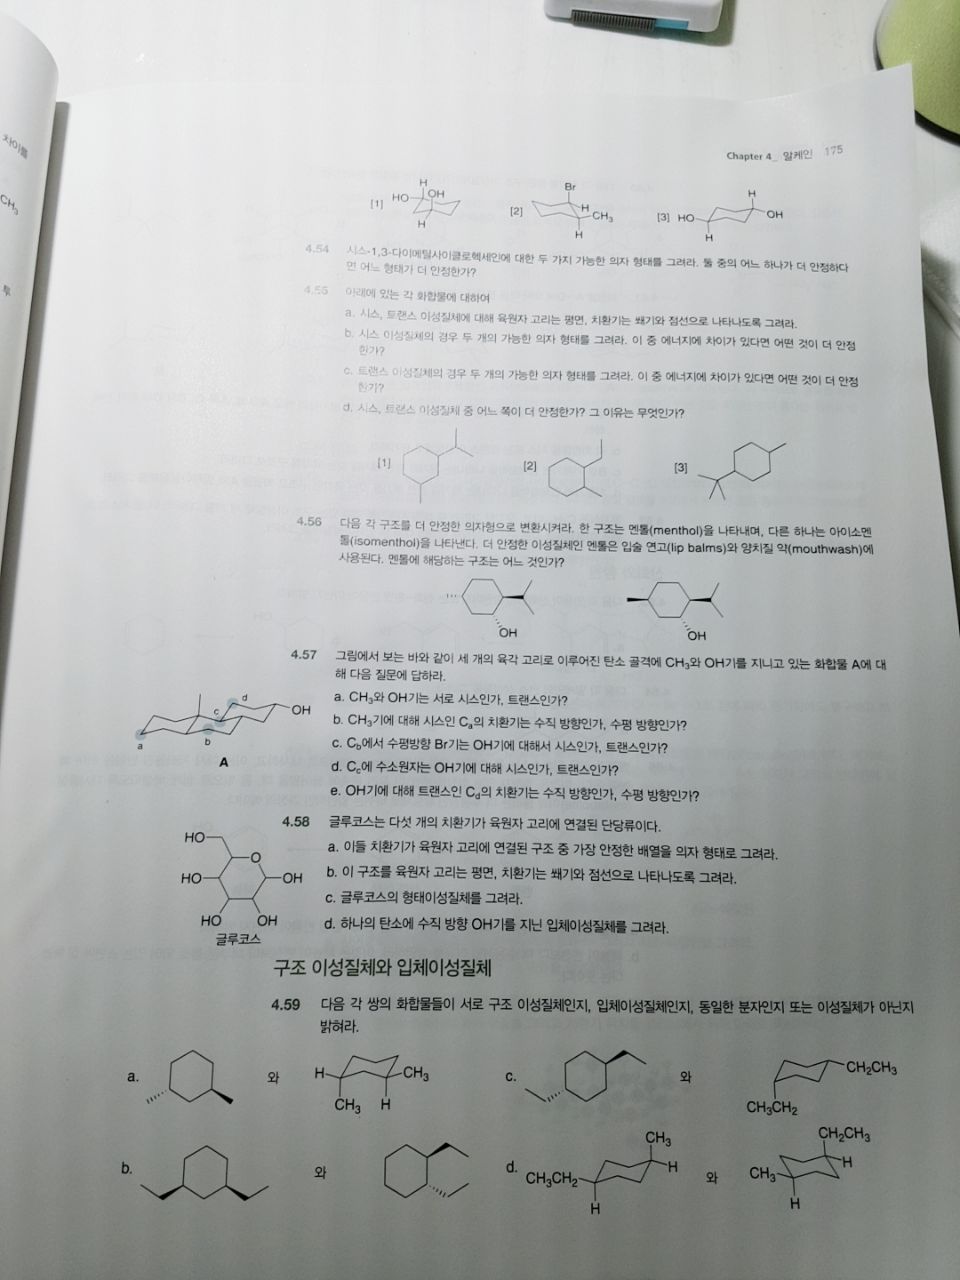 차이를
CH₃
Chapter 4_ 알케인 175
[1] HO H OH H
[2] Br H CH₃ H
[3] HO H H OH
4.54 시스-1,3-다이메틸사이클로헥세인에 대한 두 가지 가능한 의자 형태를 그려라. 둘 중의 어느 하나가 더 안정하다
면 어느 형태가 더 안정한가?
4.55 아래에 있는 각 화합물에 대하여
a. 시스, 트랜스 이성질체에 대해 육원자 고리는 평면, 치환기는 쐐기와 점선으로 나타나도록 그려라.
b. 시스 이성질체의 경우 두 개의 가능한 의자 형태를 그려라. 이 중 에너지에 차이가 있다면 어떤 것이 더 안정
한가?
c. 트랜스 이성질체의 경우 두 개의 가능한 의자 형태를 그려라. 이 중 에너지에 차이가 있다면 어떤 것이 더 안정
한가?
d. 시스, 트랜스 이성질체 중 어느 쪽이 더 안정한가? 그 이유는 무엇인가?
[1] [2] [3]
4.56 다음 각 구조를 더 안정한 의자형으로 변환시켜라. 한 구조는 멘톨(menthol)을 나타내며, 다른 하나는 아이소멘
톨(isomenthol)을 나타낸다. 더 안정한 이성질체인 멘톨은 입술 연고(lip balms)와 양치질 약(mouthwash)에
사용된다. 멘톨에 해당하는 구조는 어느 것인가?
OH OH
4.57 그림에서 보는 바와 같이 세 개의 육각 고리로 이루어진 탄소 골격에 CH₃와 OH기를 지니고 있는 화합물 A에 대
해 다음 질문에 답하라.
a. CH₃와 OH기는 서로 시스인가, 트랜스인가?
b. CH₃기에 대해 시스인 Cₐ의 치환기는 수직 방향인가, 수평 방향인가?
c. C_b에서 수평방향 Br기는 OH기에 대해서 시스인가, 트랜스인가?
d. C_c에 수소원자는 OH기에 대해 시스인가, 트랜스인가?
e. OH기에 대해 트랜스인 C_d의 치환기는 수직 방향인가, 수평 방향인가?
a b c d OH
A
4.58 글루코스는 다섯 개의 치환기가 육원자 고리에 연결된 단당류이다.
a. 이들 치환기가 육원자 고리에 연결된 구조 중 가장 안정한 배열을 의자 형태로 그려라.
b. 이 구조를 육원자 고리는 평면, 치환기는 쐐기와 점선으로 나타나도록 그려라.
c. 글루코스의 형태이성질체를 그려라.
d. 하나의 탄소에 수직 방향 OH기를 지닌 입체이성질체를 그려라.
HO
O
HO OH
HO OH
글루코스
구조 이성질체와 입체이성질체
4.59 다음 각 쌍의 화합물들이 서로 구조 이성질체인지, 입체이성질체인지, 동일한 분자인지 또는 이성질체가 아닌지
밝혀라.
a. 와 H CH₃ CH₃ H
c. 와 CH₂CH₃ CH₃CH₂
b. 와
d. CH₃CH₂ CH₃ H H 와 CH₂CH₃ CH₃ H H